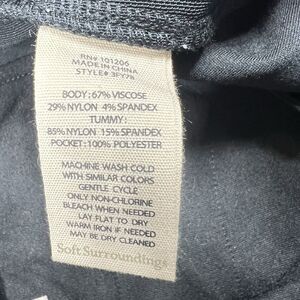 RN# 101206
MADE IN CHINA
STYLE# 3FY78
BODY: 67% VISCOSE
29% NYLON 4% SPANDEX
TUMMY:
85% NYLON 15% SPANDEX
POCKET: 100% POLYESTER
MACHINE WASH COLD
WITH SIMILAR COLORS
GENTLE CYCLE
ONLY NON-CHLORINE
BLEACH WHEN NEEDED
LAY FLAT TO DRY
WARM IRON IF NEEDED
MAY BE DRY CLEANED
Soft Surroundings